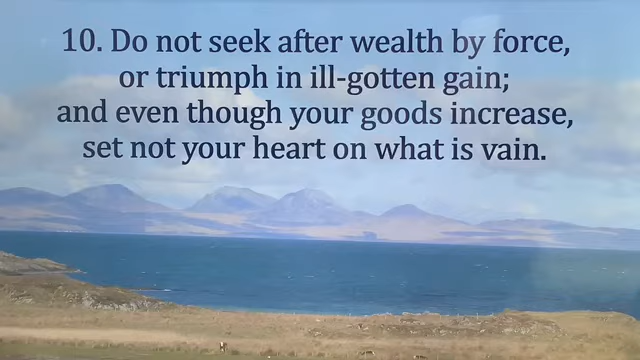 10. Do not seek after wealth by force,
or triumph in ill-gotten gain;
and even though your goods increase,
set not your heart on what is vain.